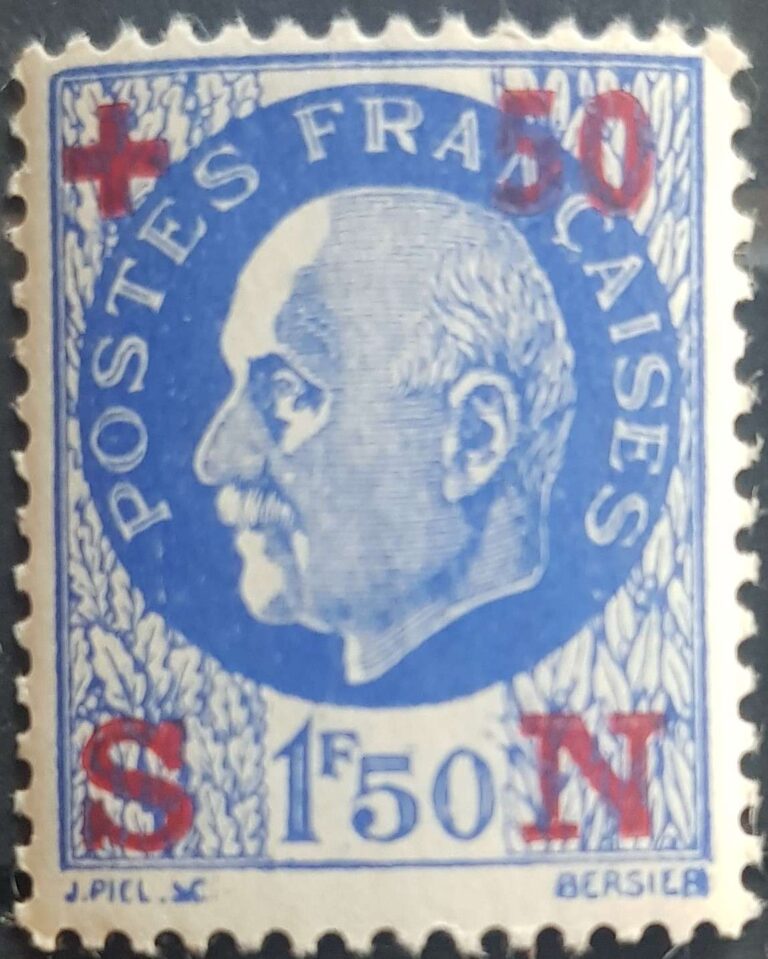 + 50
POSTES FRANÇAISES
S 1F50 N
J.PIEL.SC BERSIER